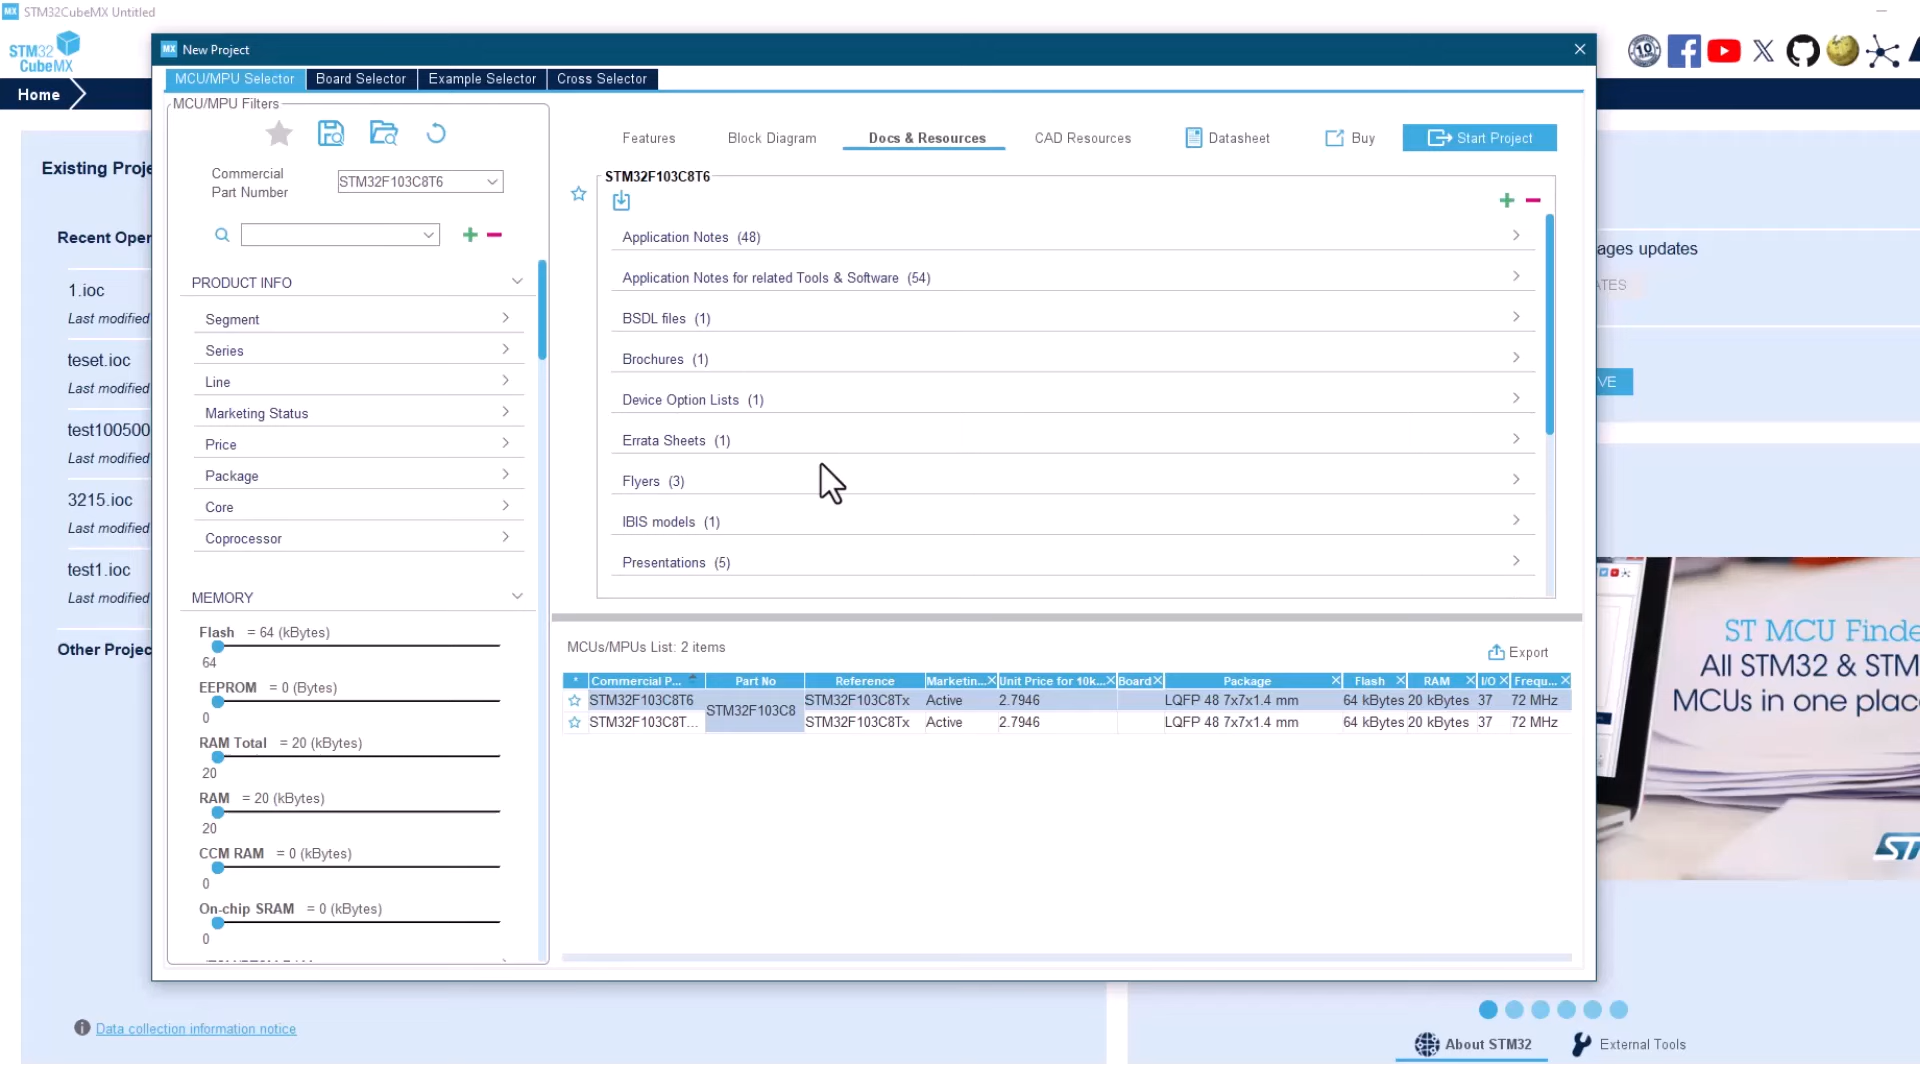 MX STM32CubeMX Untitled
STM32
CubeMX
Home
MX New Project
MCU/MPU Selector
Board Selector
Example Selector
Cross Selector
MCU/MPU Filters
Commercial
Part Number
STM32F103C8T6
PRODUCT INFO
Segment
Series
Line
Marketing Status
Price
Package
Core
Coprocessor
MEMORY
Flash = 64 (kBytes)
64
EEPROM = 0 (Bytes)
0
RAM Total = 20 (kBytes)
20
RAM = 20 (kBytes)
20
CCM RAM = 0 (kBytes)
0
On-chip SRAM = 0 (kBytes)
0
Features
Block Diagram
Docs & Resources
CAD Resources
Datasheet
Buy
Start Project
STM32F103C8T6
Application Notes (48)
Application Notes for related Tools & Software (54)
BSDL files (1)
Brochures (1)
Device Option Lists (1)
Errata Sheets (1)
Flyers (3)
IBIS models (1)
Presentations (5)
MCUs/MPUs List: 2 items
Export
* Commercial P... Part No Reference Marketin... Unit Price for 10k... Board Package Flash RAM I/O Frequ...
STM32F103C8T6 STM32F103C8 STM32F103C8Tx Active 2.7946 LQFP 48 7x7x1.4 mm 64 kBytes 20 kBytes 37 72 MHz
STM32F103C8T... STM32F103C8Tx Active 2.7946 LQFP 48 7x7x1.4 mm 64 kBytes 20 kBytes 37 72 MHz
Existing Proje
Recent Oper
1.ioc
Last modified
teset.ioc
Last modified
test100500
Last modified
3215.ioc
Last modified
test1.ioc
Last modified
Other Projec
Data collection information notice
10
ages updates
ATES
VE
ST MCU Finde
All STM32 & STM
MCUs in one plac
ST
About STM32
External Tools